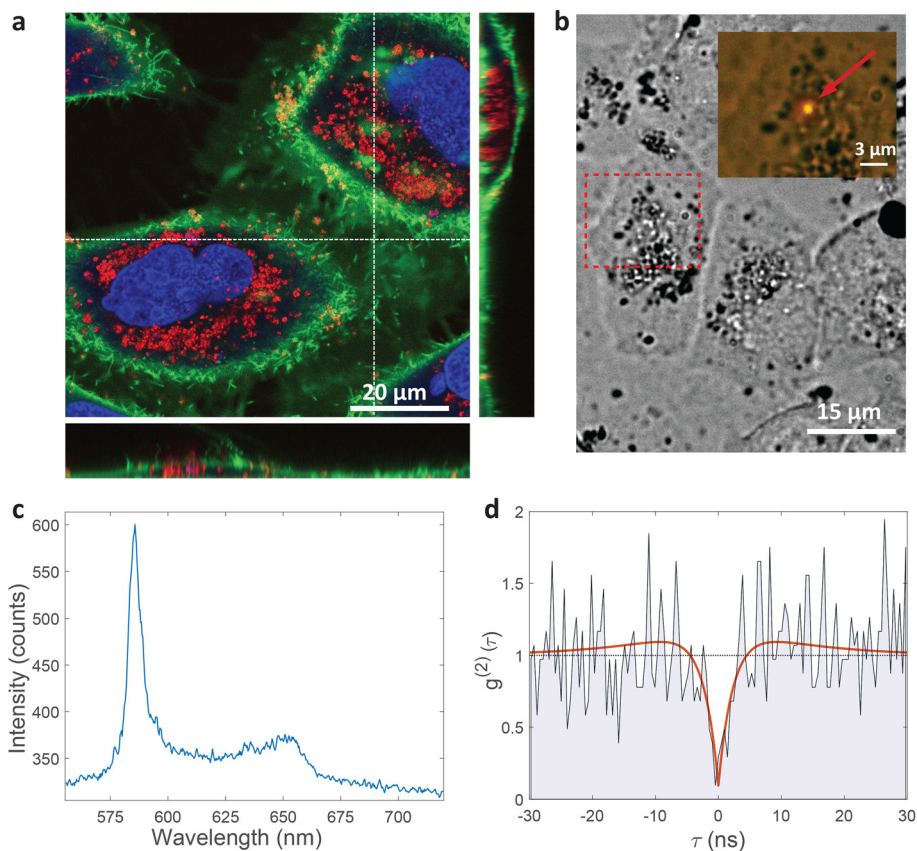 a
20 μm
b
3 μm
15 μm
c
Intensity (counts)
600
550
500
450
400
350
575
600
625
650
675
700
Wavelength (nm)
d
g(2) (τ)
2
1.5
1
0.5
0
-30
-20
-10
0
10
20
30
τ (ns)